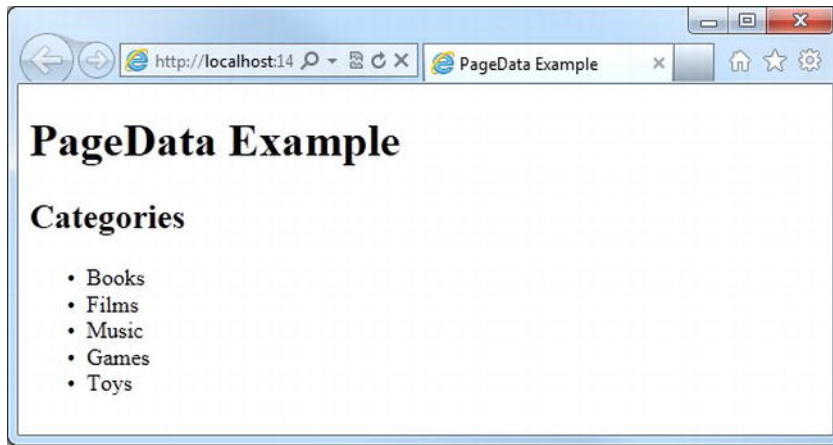 http://localhost:14
PageData Example
PageData Example
Categories
• Books
• Films
• Music
• Games
• Toys